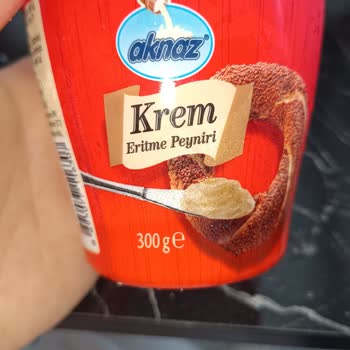 aknaz
Krem
Eritme Peyniri
300 g e